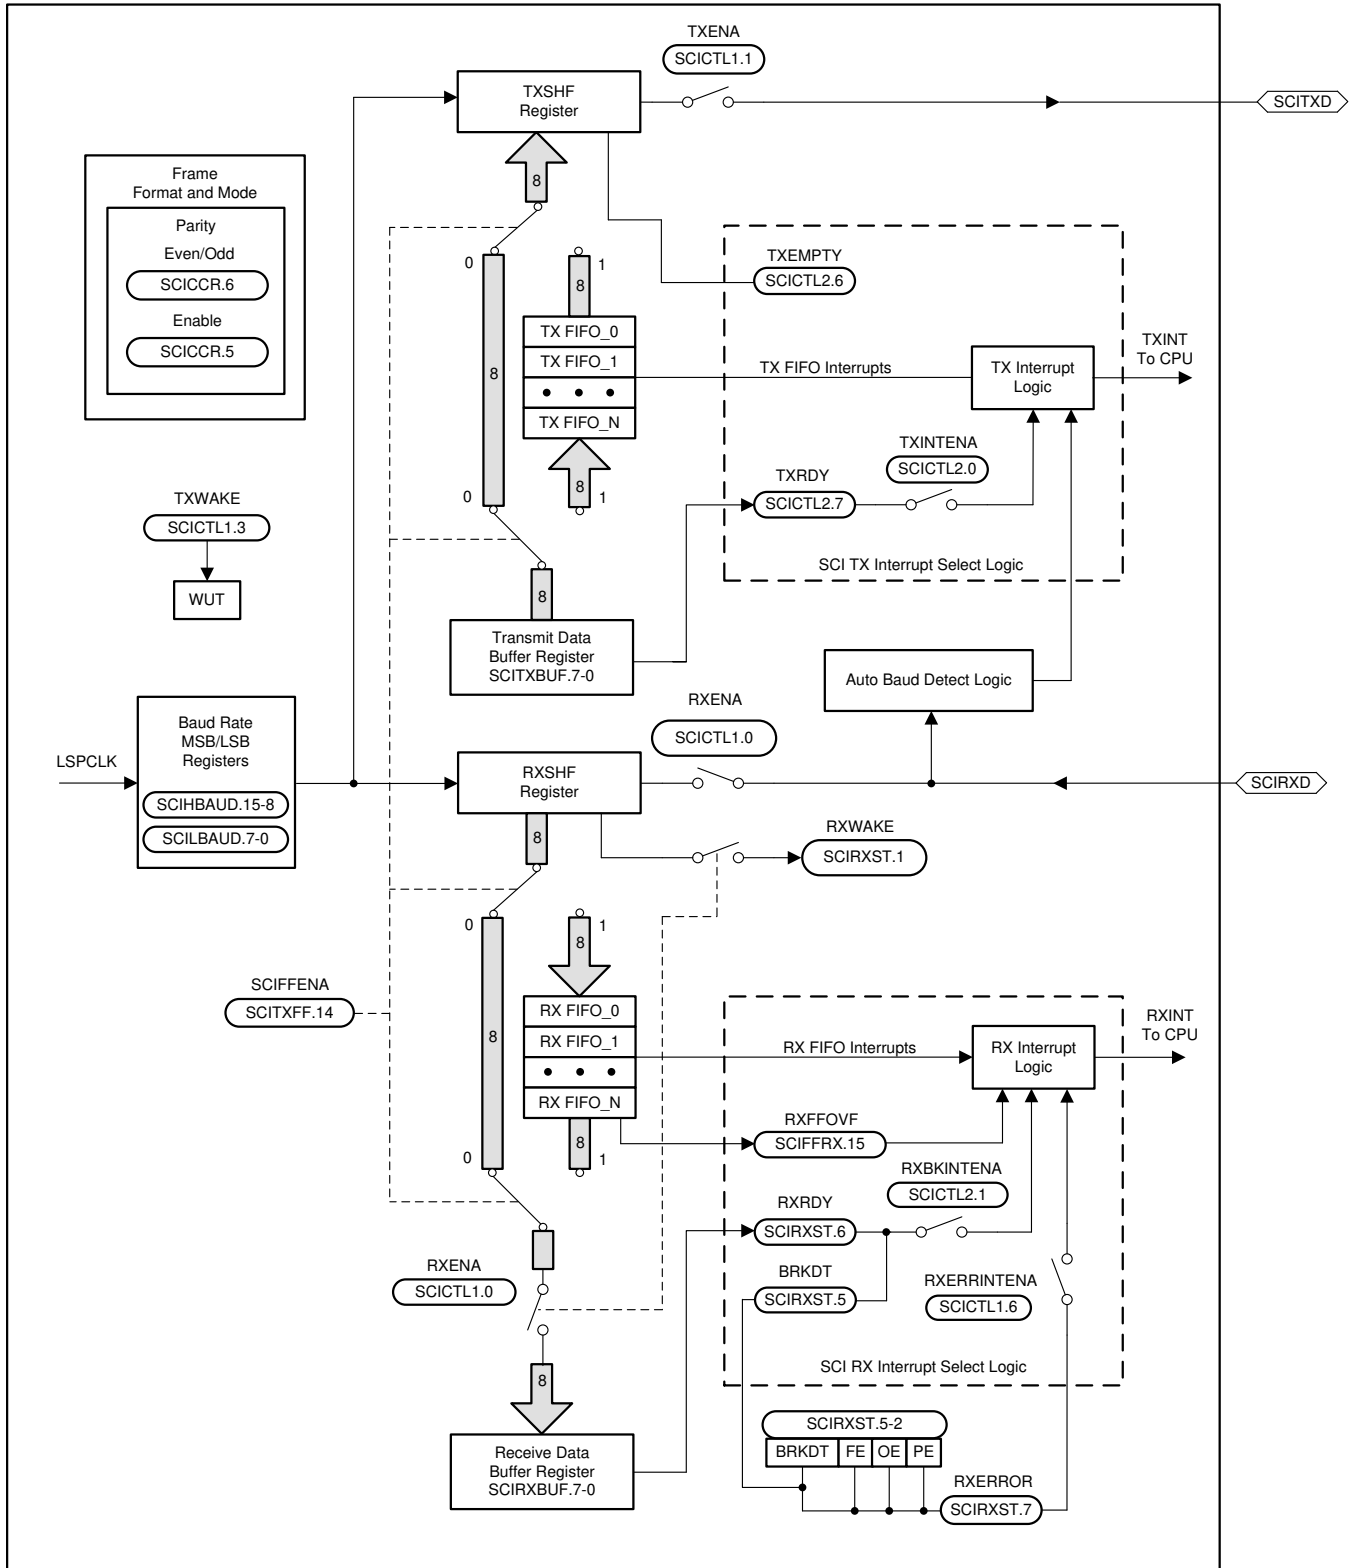 TXENA
SCICTL1.1
TXSHF
Register
SCITXD
8
Frame
Format and Mode
Parity
Even/Odd
SCICCR.6
Enable
SCICCR.5
0
1
8
8
TX FIFO_0
TX FIFO_1
TX FIFO_N
8
0
1
TXEMPTY
SCICTL2.6
TX FIFO Interrupts
TX Interrupt
Logic
TXINT
To CPU
TXINTENA
SCICTL2.0
TXRDY
SCICTL2.7
SCI TX Interrupt Select Logic
TXWAKE
SCICTL1.3
WUT
8
Transmit Data
Buffer Register
SCITXBUF.7-0
Auto Baud Detect Logic
RXENA
SCICTL1.0
LSPCLK
Baud Rate
MSB/LSB
Registers
SCIHBAUD.15-8
SCILBAUD.7-0
RXSHF
Register
SCIRXD
8
RXWAKE
SCIRXST.1
0
1
8
SCIFFENA
SCITXFF.14
8
RX FIFO_0
RX FIFO_1
RX FIFO_N
8
0
1
RX FIFO Interrupts
RX Interrupt
Logic
RXINT
To CPU
RXFFOVF
SCIFFRX.15
RXBKINTENA
SCICTL2.1
RXRDY
SCIRXST.6
BRKDT
SCIRXST.5
RXERRINTENA
SCICTL1.6
SCI RX Interrupt Select Logic
RXENA
SCICTL1.0
8
Receive Data
Buffer Register
SCIRXBUF.7-0
SCIRXST.5-2
BRKDT FE OE PE
RXERROR
SCIRXST.7